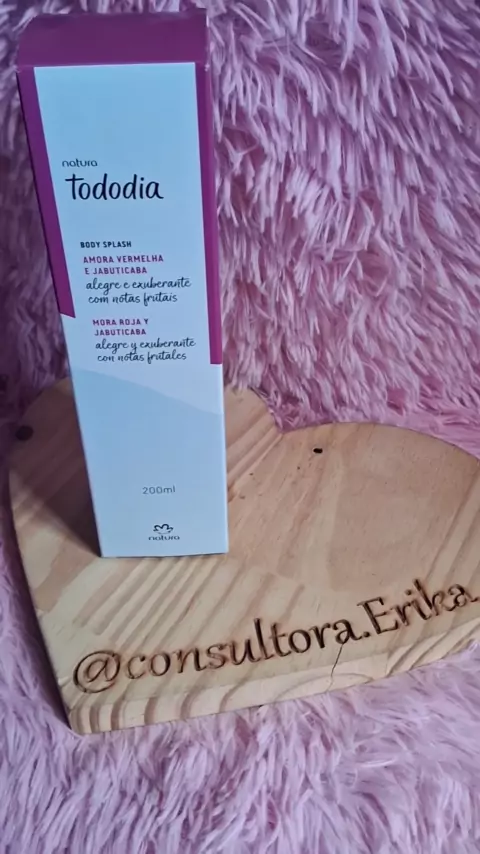 natura
tododia
BODY SPLASH
AMORA VERMELHA
E JABUTICABA
alegre e exuberante
com notas frutais
MORA ROJA Y
JABUTICABA
alegre y exuberante
con notas frutales
200ml
natura
@consultora.Erika.